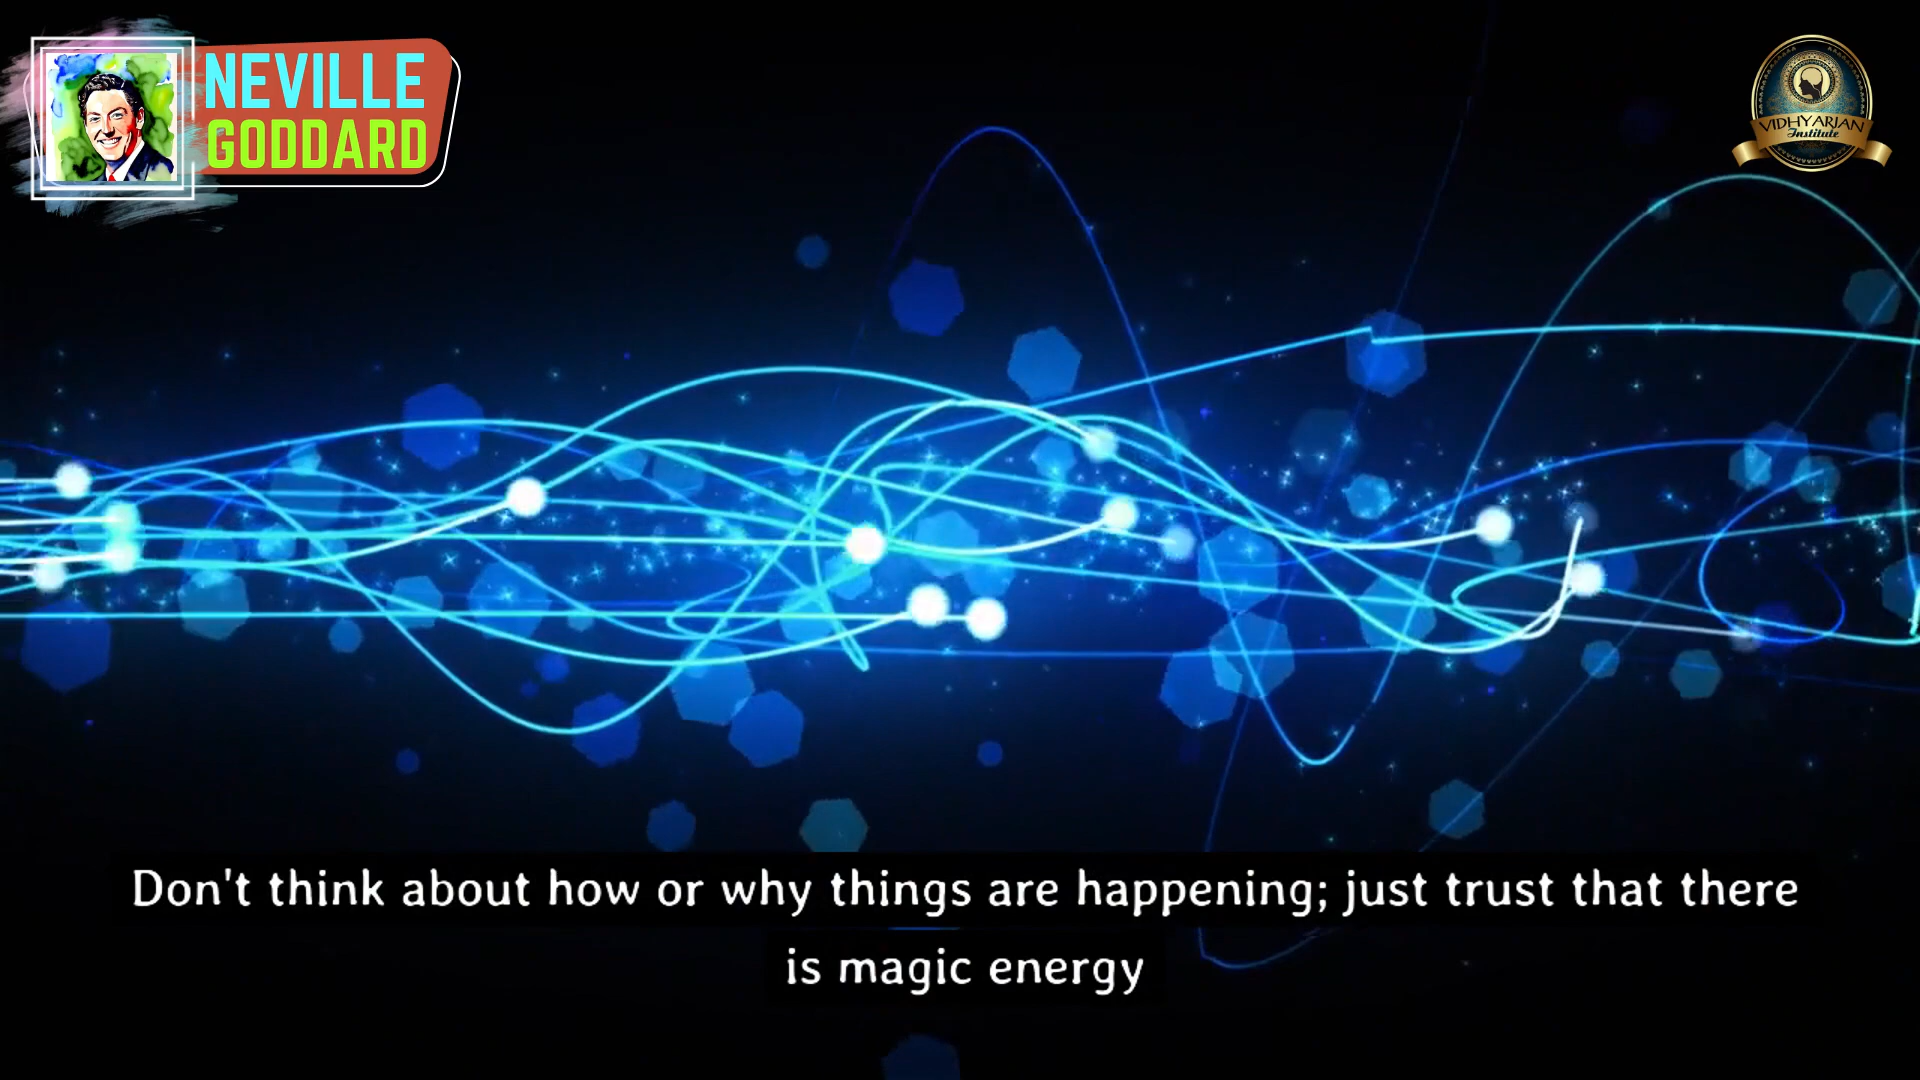 NEVILLE
GODDARD
VIDHYARJAN
Institute
Don't think about how or why things are happening; just trust that there
is magic energy